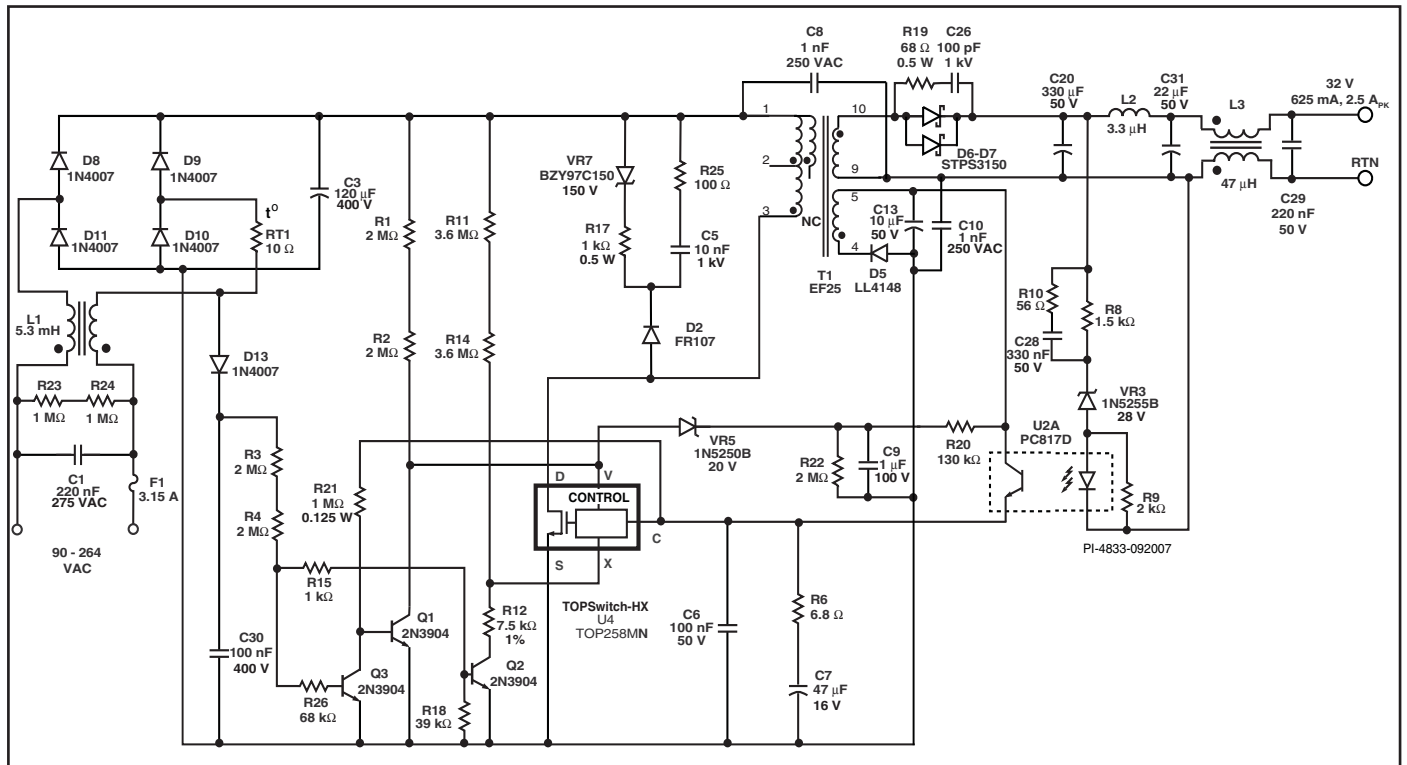 C8
1 nF
250 VAC
R19
68 Ω
0.5 W
C26
100 pF
1 kV
C20
330 µF
50 V
L2
3.3 µH
C31
22 µF
50 V
L3
47 µH
32 V
625 mA, 2.5 A_PK
RTN
C29
220 nF
50 V
D8
1N4007
D9
1N4007
D11
1N4007
D10
1N4007
C3
120 µF
400 V
t°
RT1
10 Ω
R1
2 MΩ
R11
3.6 MΩ
VR7
BZY97C150
150 V
R25
100 Ω
R17
1 kΩ
0.5 W
C5
10 nF
1 kV
1
2
3
10
9
5
4
NC
T1
EF25
D6-D7
STPS3150
C13
10 µF
50 V
C10
1 nF
250 VAC
D5
LL4148
R10
56 Ω
R8
1.5 kΩ
C28
330 nF
50 V
L1
5.3 mH
D13
1N4007
R2
2 MΩ
R14
3.6 MΩ
D2
FR107
VR3
1N5255B
28 V
R23
1 MΩ
R24
1 MΩ
C1
220 nF
275 VAC
F1
3.15 A
90 - 264
VAC
R3
2 MΩ
R4
2 MΩ
R21
1 MΩ
0.125 W
VR5
1N5250B
20 V
R22
2 MΩ
C9
1 µF
100 V
R20
130 kΩ
U2A
PC817D
R9
2 kΩ
PI-4833-092007
D
V
CONTROL
C
S
X
TOPSwitch-HX
U4
TOP258MN
R15
1 kΩ
R12
7.5 kΩ
1%
C6
100 nF
50 V
R6
6.8 Ω
C7
47 µF
16 V
C30
100 nF
400 V
Q1
2N3904
Q3
2N3904
Q2
2N3904
R26
68 kΩ
R18
39 kΩ